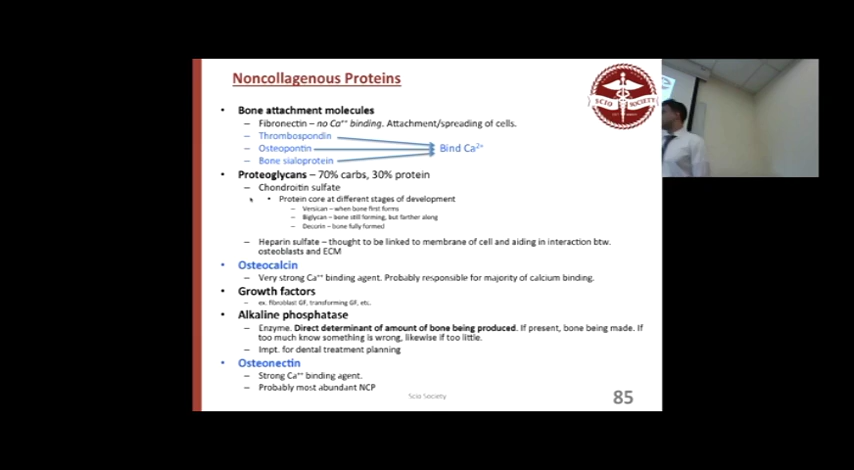 Noncollagenous Proteins
SCIO SOCIETY
• Bone attachment molecules
– Fibronectin – no Ca⁺⁺ binding. Attachment/spreading of cells.
– Thrombospondin
– Osteopontin
– Bone sialoprotein
Bind Ca²⁺
• Proteoglycans – 70% carbs, 30% protein
– Chondroitin sulfate
• Protein core at different stages of development
– Versican – when bone first forms
– Biglycan – bone still forming, but farther along
– Decorin – bone fully formed
– Heparin sulfate – thought to be linked to membrane of cell and aiding in interaction btw.
osteoblasts and ECM
• Osteocalcin
– Very strong Ca⁺⁺ binding agent. Probably responsible for majority of calcium binding.
• Growth factors
– ex. fibroblast GF, transforming GF, etc.
• Alkaline phosphatase
– Enzyme. Direct determinant of amount of bone being produced. If present, bone being made. If
too much know something is wrong, likewise if too little.
– Impt. for dental treatment planning
• Osteonectin
– Strong Ca⁺⁺ binding agent.
– Probably most abundant NCP
Scio Society
85